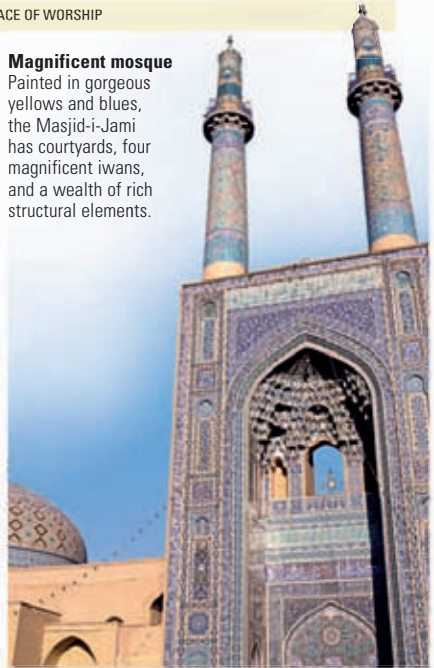 ACE OF WORSHIP
Magnificent mosque
Painted in gorgeous
yellows and blues,
the Masjid-i-Jami
has courtyards, four
magnificent iwans,
and a wealth of rich
structural elements.